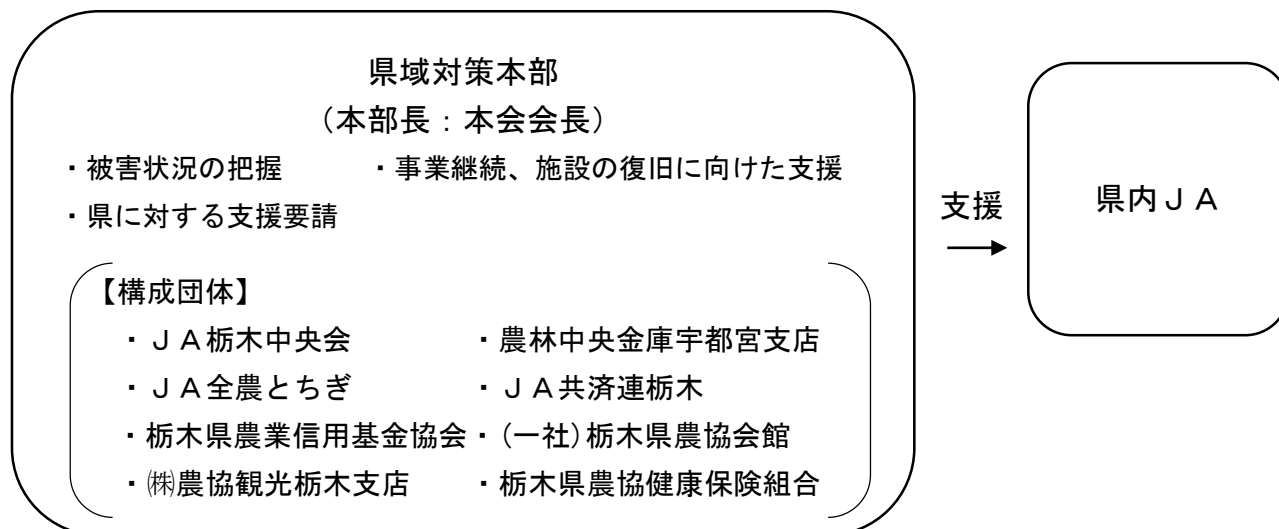 県域対策本部
（本部長：本会会長）
・被害状況の把握　・事業継続、施設の復旧に向けた支援
・県に対する支援要請
支援
県内ＪＡ
【構成団体】
・ＪＡ栃木中央会　・農林中央金庫宇都宮支店
・ＪＡ全農とちぎ　・ＪＡ共済連栃木
・栃木県農業信用基金協会・(一社)栃木県農協会館
・㈱農協観光栃木支店　・栃木県農協健康保険組合